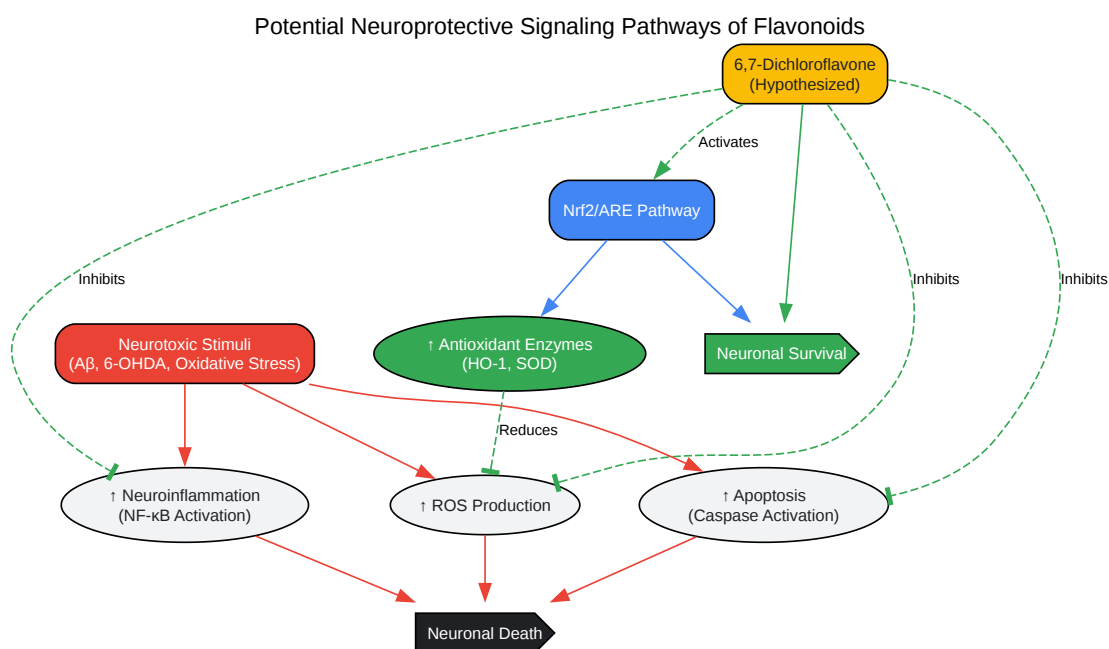 Potential Neuroprotective Signaling Pathways of Flavonoids
6,7-Dichloroflavone
(Hypothesized)
Activates
Nrf2/ARE Pathway
Inhibits
Inhibits
Inhibits
Neurotoxic Stimuli
(Aβ, 6-OHDA, Oxidative Stress)
↑ Antioxidant Enzymes
(HO-1, SOD)
Neuronal Survival
Reduces
↑ Neuroinflammation
(NF-κB Activation)
↑ ROS Production
↑ Apoptosis
(Caspase Activation)
Neuronal Death